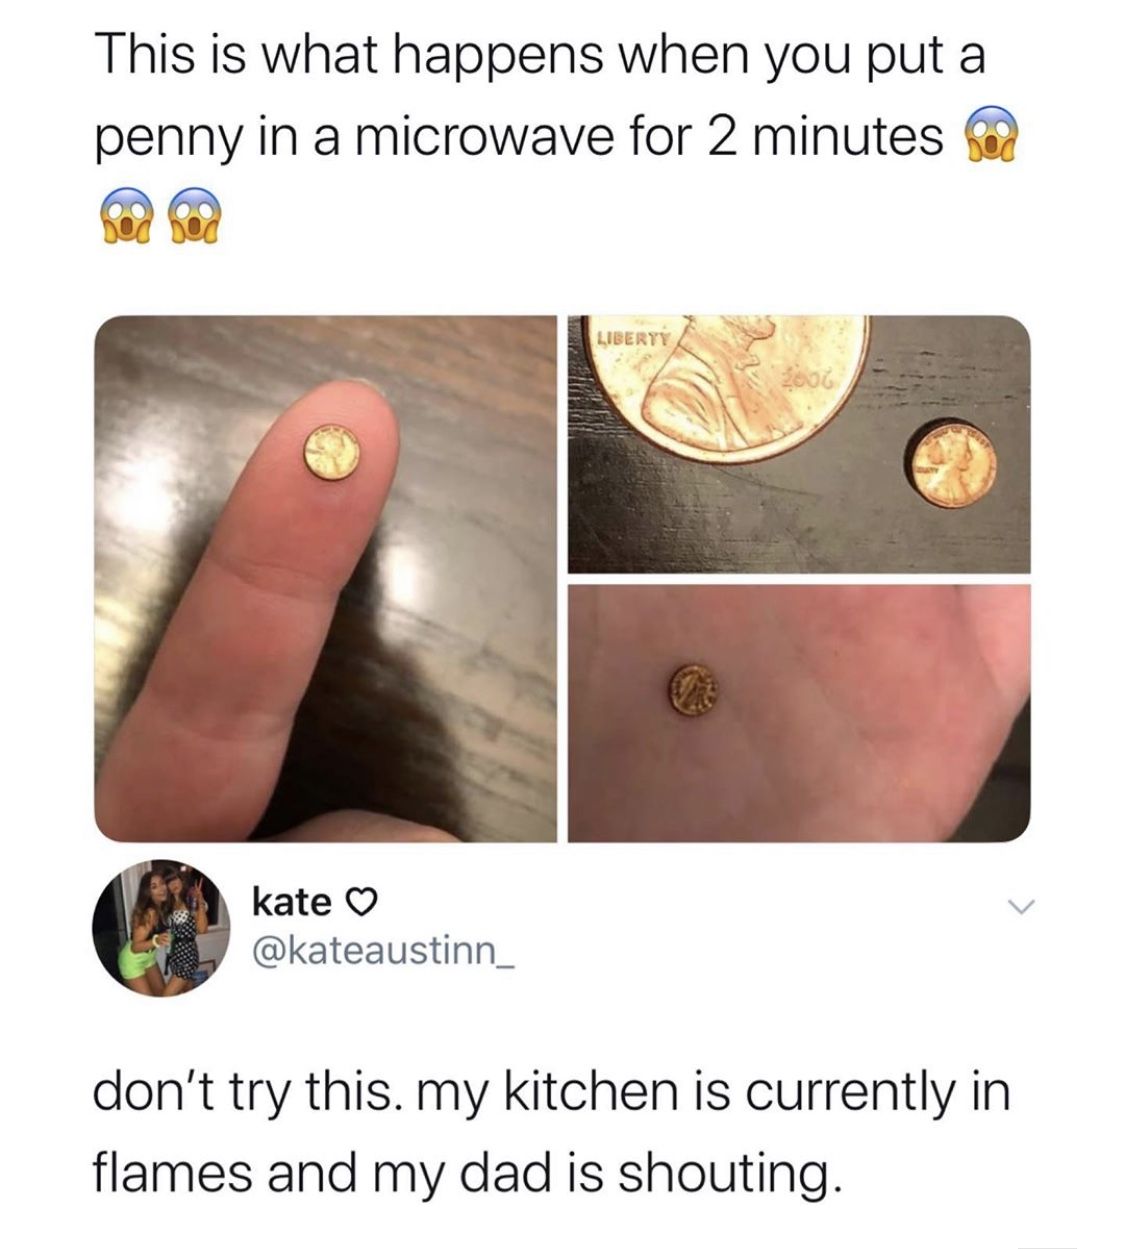 This is what happens when you put a
penny in a microwave for 2 minutes 😱
😱😱
LIBERTY
2006
kate ♡
@kateaustinn_
don't try this. my kitchen is currently in
flames and my dad is shouting.